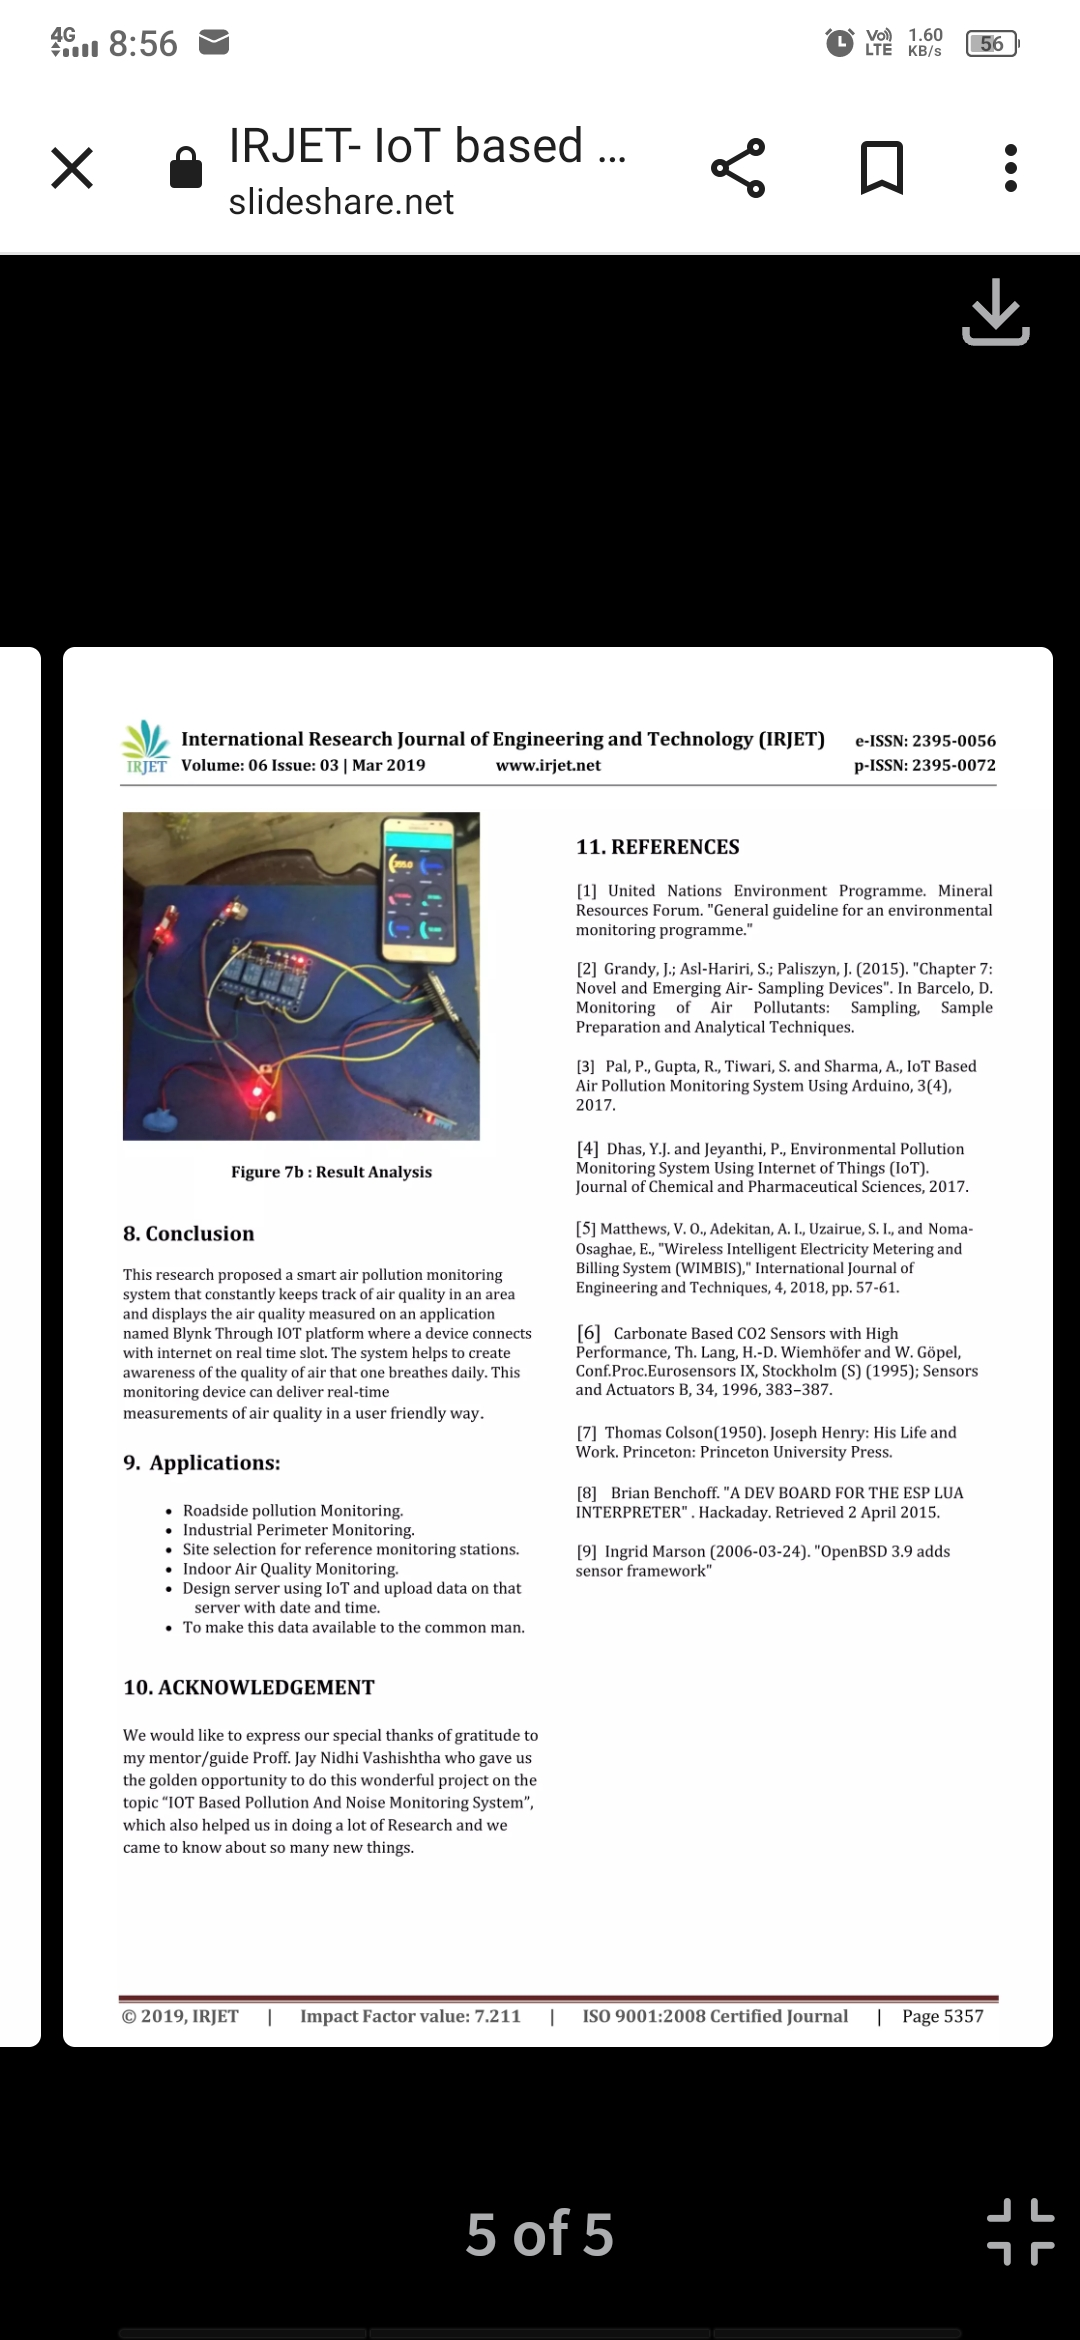 4G 8:56 Vo) LTE 1.60 KB/s 56
IRJET- IoT based ...
slideshare.net
IRJET
International Research Journal of Engineering and Technology (IRJET) e-ISSN: 2395-0056
Volume: 06 Issue: 03 | Mar 2019 www.irjet.net p-ISSN: 2395-0072
Figure 7b : Result Analysis
8. Conclusion
This research proposed a smart air pollution monitoring
system that constantly keeps track of air quality in an area
and displays the air quality measured on an application
named Blynk Through IOT platform where a device connects
with internet on real time slot. The system helps to create
awareness of the quality of air that one breathes daily. This
monitoring device can deliver real-time
measurements of air quality in a user friendly way.
9. Applications:
• Roadside pollution Monitoring.
• Industrial Perimeter Monitoring.
• Site selection for reference monitoring stations.
• Indoor Air Quality Monitoring.
• Design server using IoT and upload data on that
server with date and time.
• To make this data available to the common man.
10. ACKNOWLEDGEMENT
We would like to express our special thanks of gratitude to
my mentor/guide Proff. Jay Nidhi Vashishtha who gave us
the golden opportunity to do this wonderful project on the
topic “IOT Based Pollution And Noise Monitoring System”,
which also helped us in doing a lot of Research and we
came to know about so many new things.
11. REFERENCES
[1] United Nations Environment Programme. Mineral
Resources Forum. "General guideline for an environmental
monitoring programme."
[2] Grandy, J.; Asl-Hariri, S.; Paliszyn, J. (2015). "Chapter 7:
Novel and Emerging Air- Sampling Devices". In Barcelo, D.
Monitoring of Air Pollutants: Sampling, Sample
Preparation and Analytical Techniques.
[3] Pal, P., Gupta, R., Tiwari, S. and Sharma, A., IoT Based
Air Pollution Monitoring System Using Arduino, 3(4),
2017.
[4] Dhas, Y.J. and Jeyanthi, P., Environmental Pollution
Monitoring System Using Internet of Things (IoT).
Journal of Chemical and Pharmaceutical Sciences, 2017.
[5] Matthews, V. O., Adekitan, A. I., Uzairue, S. I., and Noma-
Osaghae, E., "Wireless Intelligent Electricity Metering and
Billing System (WIMBIS)," International Journal of
Engineering and Techniques, 4, 2018, pp. 57-61.
[6] Carbonate Based CO2 Sensors with High
Performance, Th. Lang, H.-D. Wiemhöfer and W. Göpel,
Conf.Proc.Eurosensors IX, Stockholm (S) (1995); Sensors
and Actuators B, 34, 1996, 383–387.
[7] Thomas Colson(1950). Joseph Henry: His Life and
Work. Princeton: Princeton University Press.
[8] Brian Benchoff. "A DEV BOARD FOR THE ESP LUA
INTERPRETER" . Hackaday. Retrieved 2 April 2015.
[9] Ingrid Marson (2006-03-24). "OpenBSD 3.9 adds
sensor framework"
© 2019, IRJET | Impact Factor value: 7.211 | ISO 9001:2008 Certified Journal | Page 5357
5 of 5